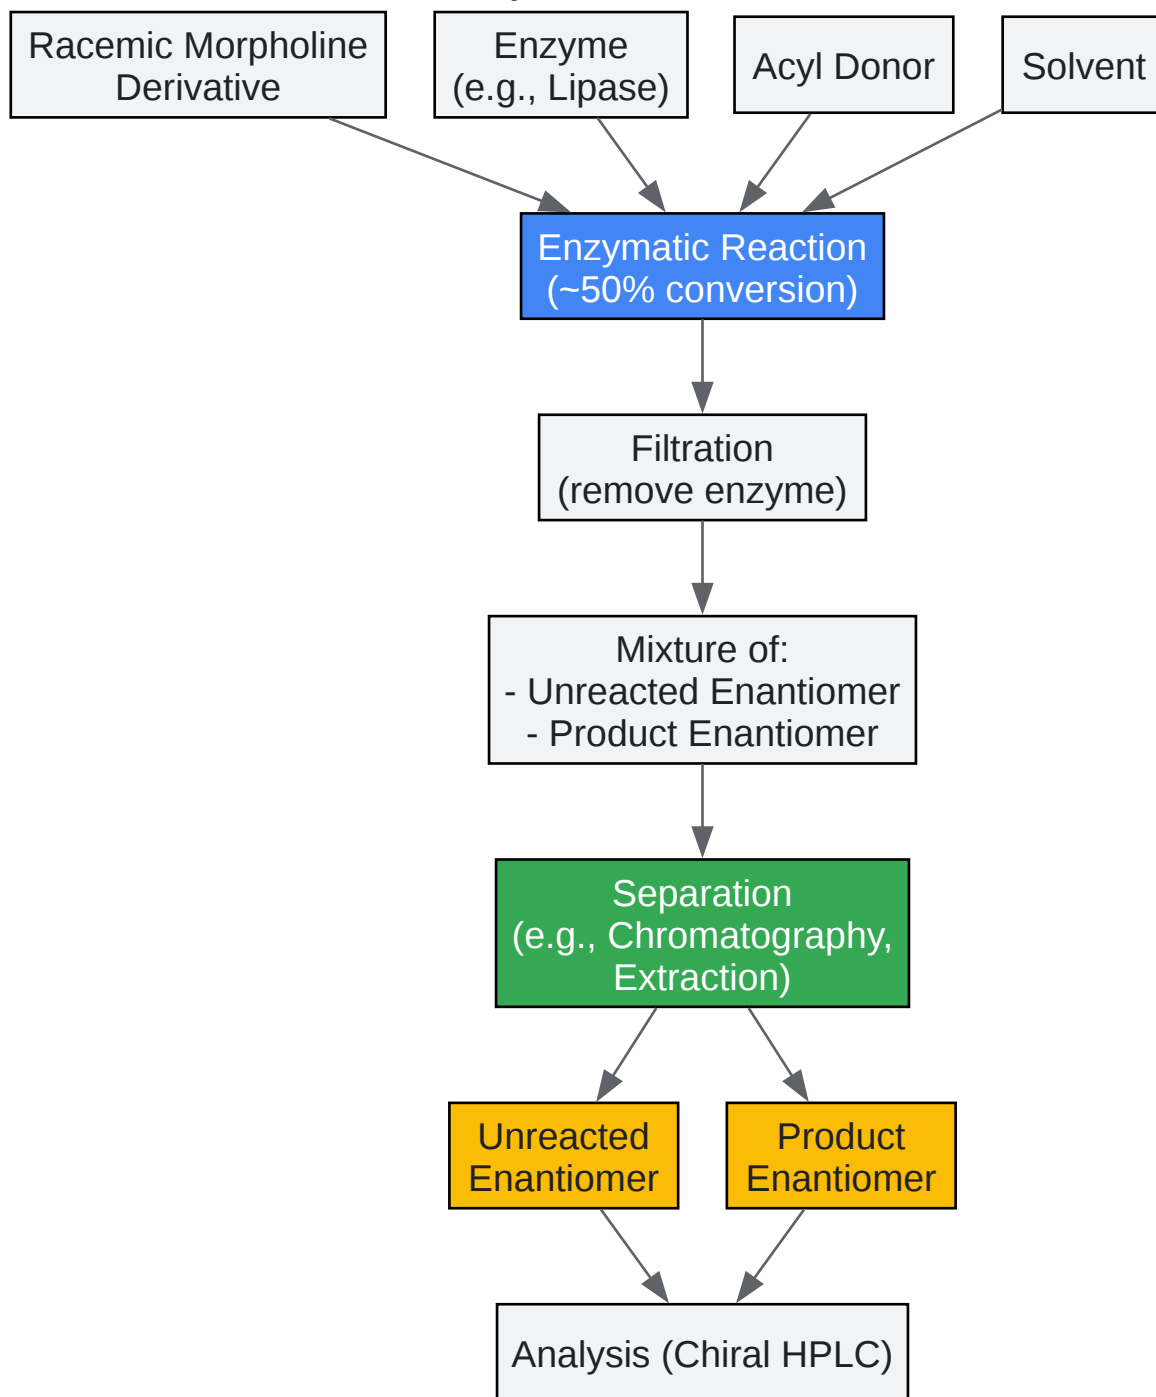 Racemic Morpholine
Derivative
Enzyme
(e.g., Lipase)
Acyl Donor
Solvent
Enzymatic Reaction
(~50% conversion)
Filtration
(remove enzyme)
Mixture of:
- Unreacted Enantiomer
- Product Enantiomer
Separation
(e.g., Chromatography,
Extraction)
Unreacted
Enantiomer
Product
Enantiomer
Analysis (Chiral HPLC)